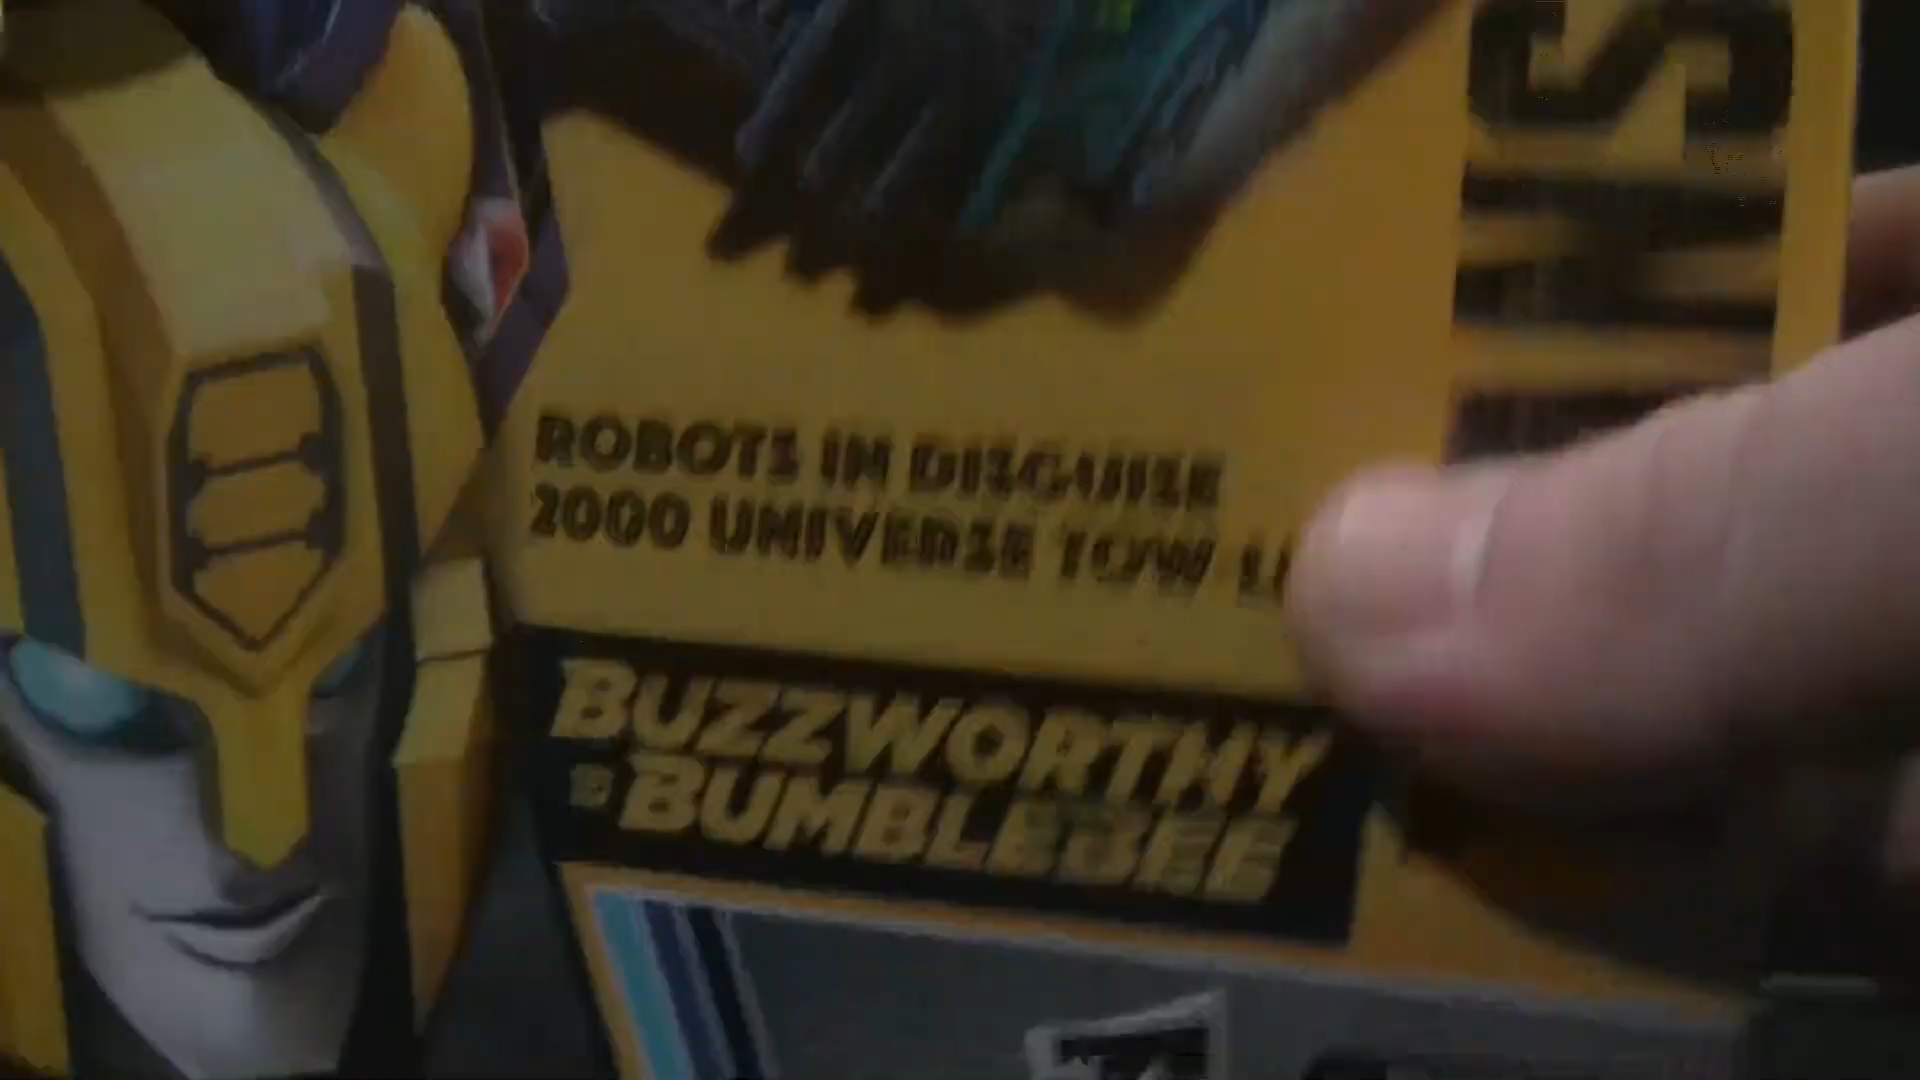 ROBOTS IN DISGUISE
2000 UNIVERSE TOW
BUZZWORTHY
BUMBLEBEE